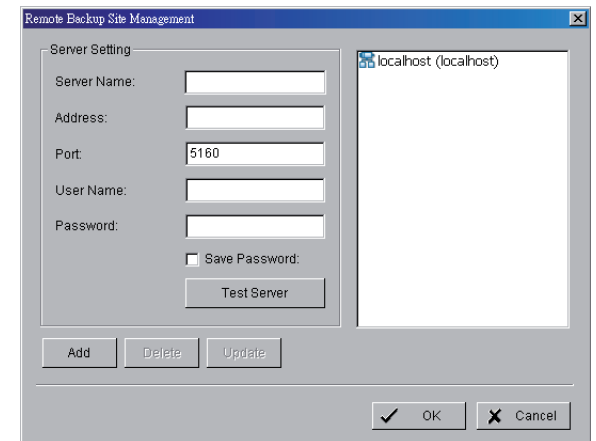 Remote Backup Site Management
Server Setting
Server Name:
Address:
Port: 5160
User Name:
Password:
Save Password:
Test Server
localhost (localhost)
Add Delete Update
OK Cancel